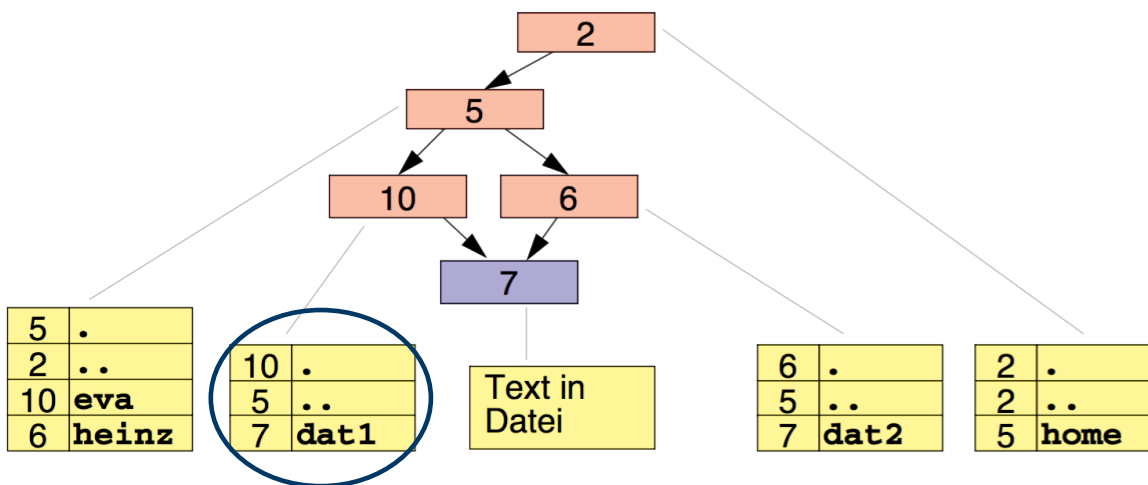 2
5
10
6
7
5 .
2 ..
10 eva
6 heinz
10 .
5 ..
7 dat1
Text in
Datei
6 .
5 ..
7 dat2
2 .
2 ..
5 home